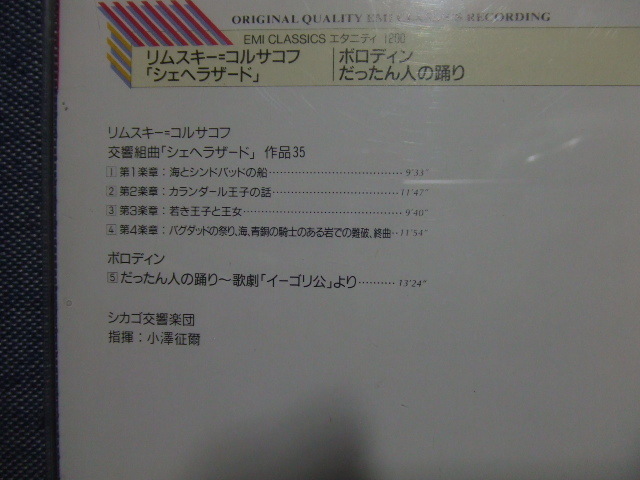 ORIGINAL QUALITY EMI RECORDING
EMI CLASSICS エタニティ 1200
リムスキー=コルサコフ
「シェヘラザード」
ボロディン
だったん人の踊り
リムスキー=コルサコフ
交響組曲「シェヘラザード」 作品35
1 第1楽章：海とシンドバッドの船 9'33"
2 第2楽章：カランダール王子の話 11'47"
3 第3楽章：若き王子と王女 9'40"
4 第4楽章：バグダッドの祭り、海、青銅の騎士のある岩での難破、終曲 11'54"
ボロディン
5 だったん人の踊り〜歌劇「イーゴリ公」より 13'24"
シカゴ交響楽団
指揮：小澤征爾